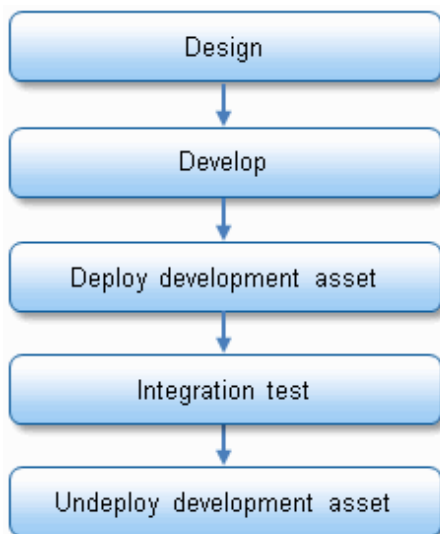 Design
Develop
Deploy development asset
Integration test
Undeploy development asset